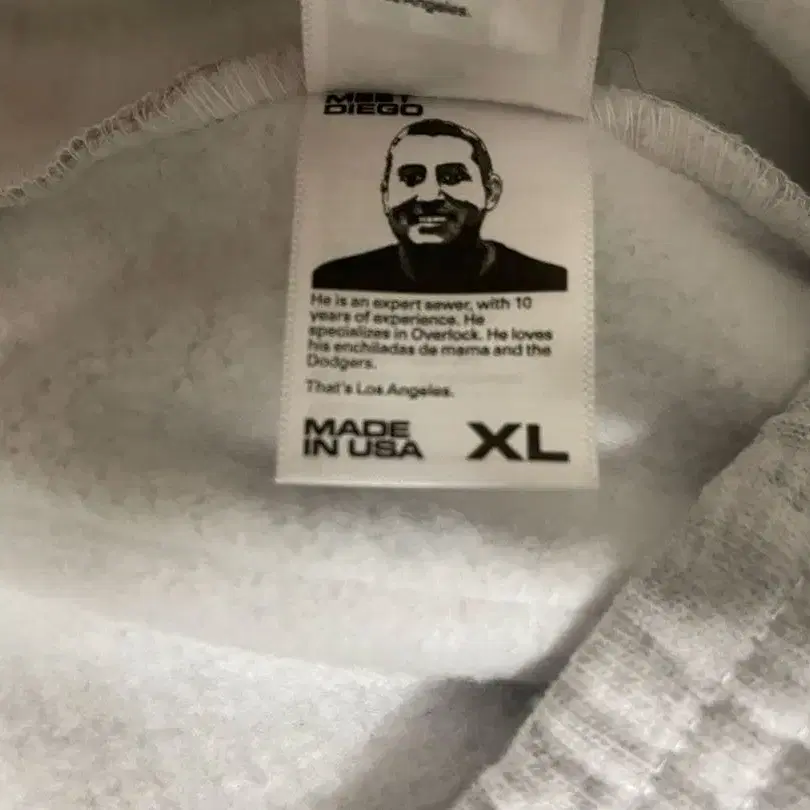 Angeles.
MEET
DIEGO
He is an expert sewer, with 10
years of experience. He
specializes in Overlock. He loves
his enchiladas de mama and the
Dodgers.
That's Los Angeles.
MADE
IN USA
XL